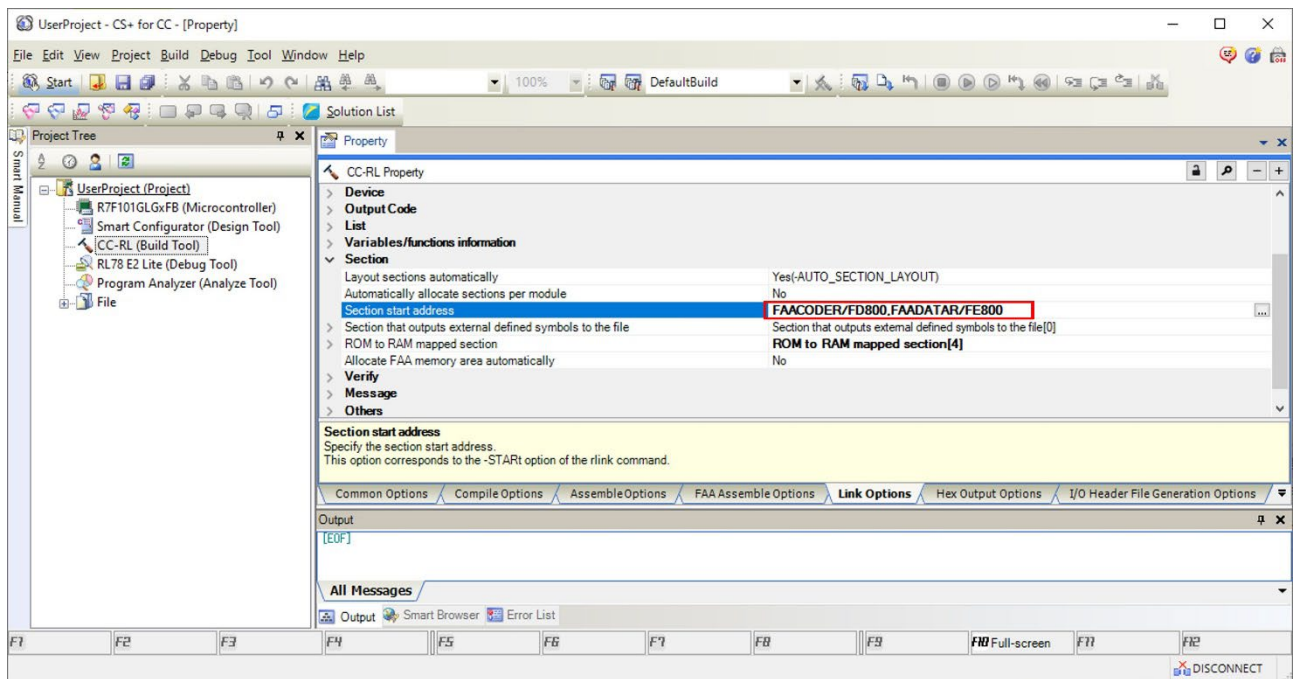 UserProject - CS+ for CC - [Property]
File Edit View Project Build Debug Tool Window Help
Start 100% DefaultBuild
Solution List
Smart Manual
Project Tree
UserProject (Project)
R7F101GLGxFB (Microcontroller)
Smart Configurator (Design Tool)
CC-RL (Build Tool)
RL78 E2 Lite (Debug Tool)
Program Analyzer (Analyze Tool)
File
Property
CC-RL Property
Device
Output Code
List
Variables/functions information
Section
Layout sections automatically Yes(-AUTO_SECTION_LAYOUT)
Automatically allocate sections per module No
Section start address FAACODER/FD800,FAADATAR/FE800 ...
Section that outputs external defined symbols to the file Section that outputs external defined symbols to the file[0]
ROM to RAM mapped section ROM to RAM mapped section[4]
Allocate FAA memory area automatically No
Verify
Message
Others
Section start address
Specify the section start address.
This option corresponds to the -STARt option of the rlink command.
Common Options Compile Options Assemble Options FAA Assemble Options Link Options Hex Output Options I/O Header File Generation Options
Output
[EOF]
All Messages
Output Smart Browser Error List
F1 F2 F3 F4 F5 F6 F7 F8 F9 F10 Full-screen F11 F12
DISCONNECT